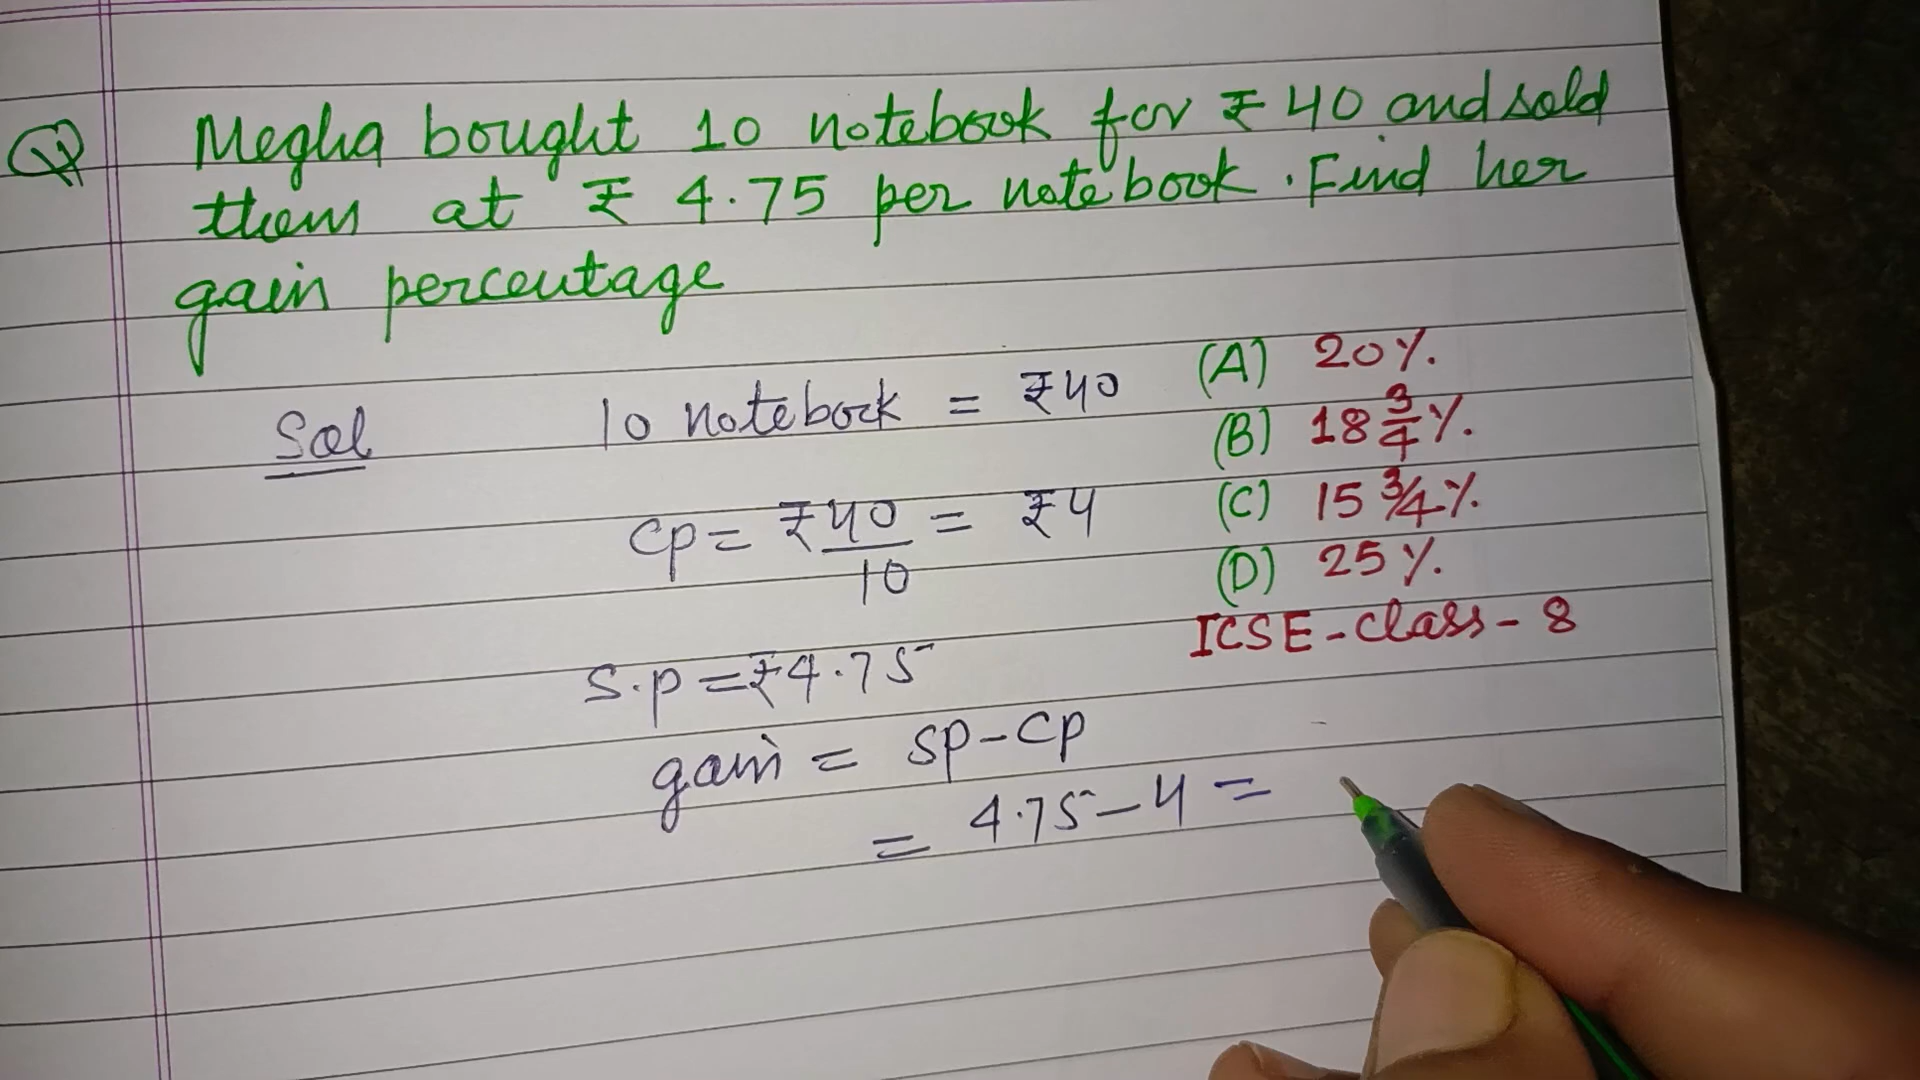 Q Megha bought 10 notebook for ₹ 40 and sold
them at ₹ 4.75 per notebook. Find her
gain percentage
(A) 20%.
Sol 10 notebook = ₹40
(B) 18 3/4 %.
CP = ₹40/10 = ₹4
(C) 15 3/4 %.
(D) 25%.
ICSE-Class-8
S.P = ₹4.75
gain = SP-CP
= 4.75-4 =